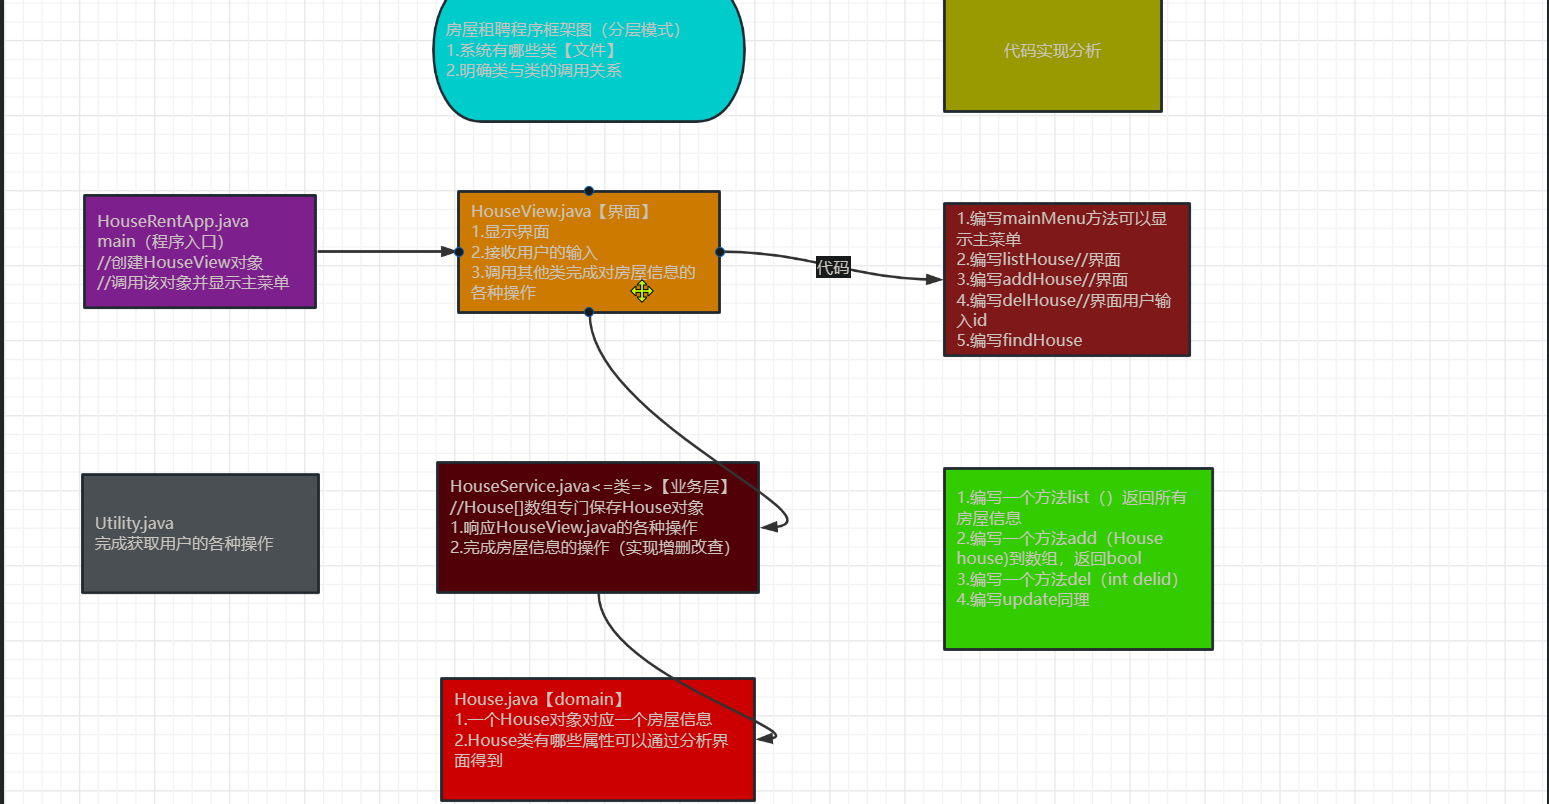 房屋租聘程序框架图（分层模式）
1.系统有哪些类【文件】
2.明确类与类的调用关系
代码实现分析
HouseRentApp.java
main（程序入口）
//创建HouseView对象
//调用该对象并显示主菜单
HouseView.java【界面】
1.显示界面
2.接收用户的输入
3.调用其他类完成对房屋信息的
各种操作
代码
1.编写mainMenu方法可以显
示主菜单
2.编写listHouse//界面
3.编写addHouse//界面
4.编写delHouse//界面用户输
入id
5.编写findHouse
Utility.java
完成获取用户的各种操作
HouseService.java<=类=>【业务层】
//House[]数组专门保存House对象
1.响应HouseView.java的各种操作
2.完成房屋信息的操作（实现增删改查）
1.编写一个方法list（）返回所有
房屋信息
2.编写一个方法add（House
house)到数组，返回bool
3.编写一个方法del（int delid）
4.编写update同理
House.java【domain】
1.一个House对象对应一个房屋信息
2.House类有哪些属性可以通过分析界
面得到